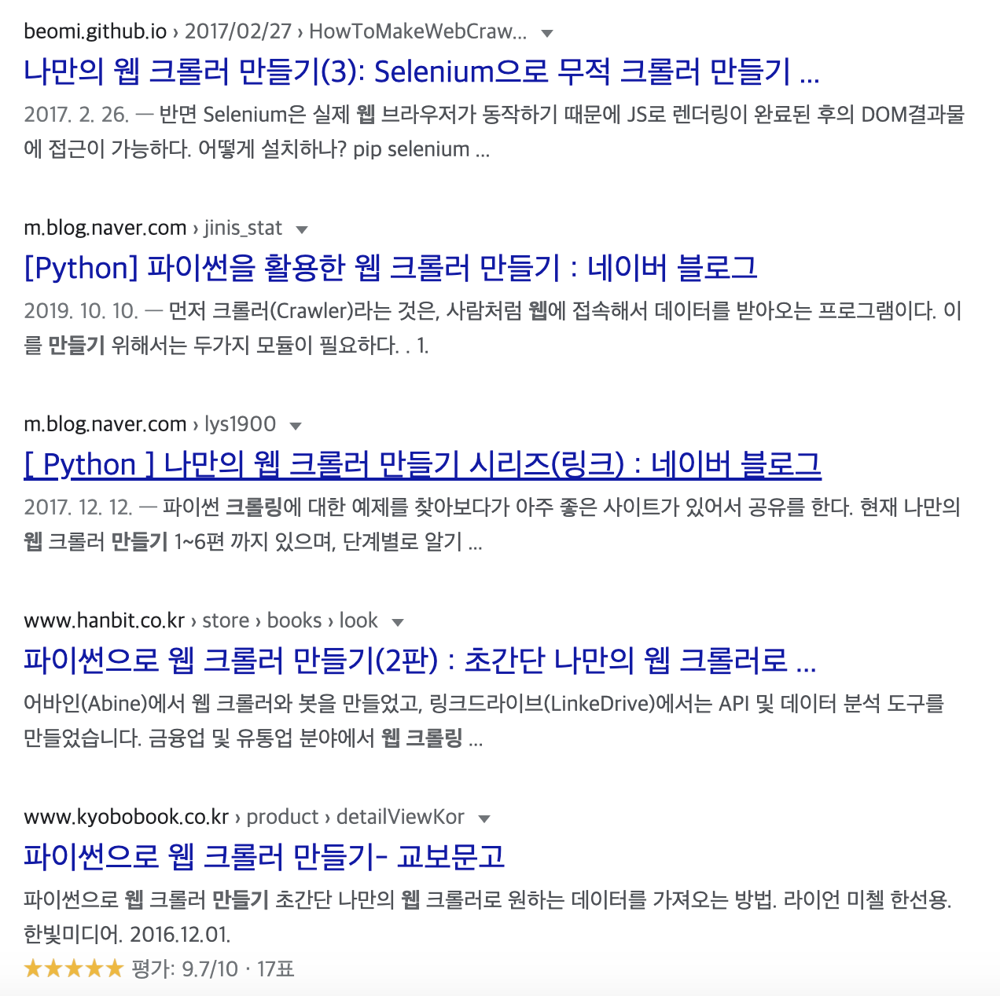 beomi.github.io › 2017/02/27 › HowToMakeWebCraw...
나만의 웹 크롤러 만들기(3): Selenium으로 무적 크롤러 만들기 ...
2017. 2. 26. — 반면 Selenium은 실제 웹 브라우저가 동작하기 때문에 JS로 렌더링이 완료된 후의 DOM결과물
에 접근이 가능하다. 어떻게 설치하나? pip selenium ...
m.blog.naver.com › jinis_stat
[Python] 파이썬을 활용한 웹 크롤러 만들기 : 네이버 블로그
2019. 10. 10. — 먼저 크롤러(Crawler)라는 것은, 사람처럼 웹에 접속해서 데이터를 받아오는 프로그램이다. 이
를 만들기 위해서는 두가지 모듈이 필요하다. . 1.
m.blog.naver.com › lys1900
[ Python ] 나만의 웹 크롤러 만들기 시리즈(링크) : 네이버 블로그
2017. 12. 12. — 파이썬 크롤링에 대한 예제를 찾아보다가 아주 좋은 사이트가 있어서 공유를 한다. 현재 나만의
웹 크롤러 만들기 1~6편 까지 있으며, 단계별로 알기 ...
www.hanbit.co.kr › store › books › look
파이썬으로 웹 크롤러 만들기(2판) : 초간단 나만의 웹 크롤러로 ...
어바인(Abine)에서 웹 크롤러와 봇을 만들었고, 링크드라이브(LinkeDrive)에서는 API 및 데이터 분석 도구를
만들었습니다. 금융업 및 유통업 분야에서 웹 크롤링 ...
www.kyobobook.co.kr › product › detailViewKor
파이썬으로 웹 크롤러 만들기- 교보문고
파이썬으로 웹 크롤러 만들기 초간단 나만의 웹 크롤러로 원하는 데이터를 가져오는 방법. 라이언 미첼 한선용.
한빛미디어. 2016.12.01.
★★★★★ 평가: 9.7/10 · 17표